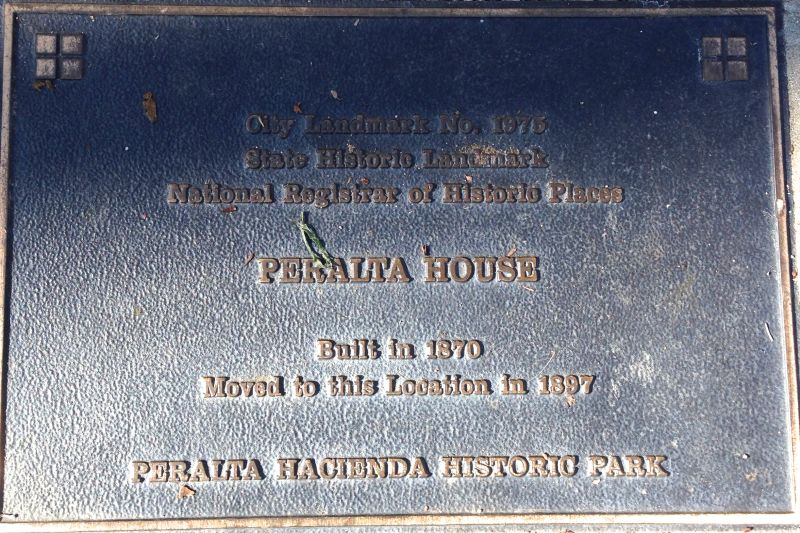 City Landmark No. 1975
State Historic Landmark
National Registrar of Historic Places
PERALTA HOUSE
Built in 1870
Moved to this Location in 1897
PERALTA HACIENDA HISTORIC PARK